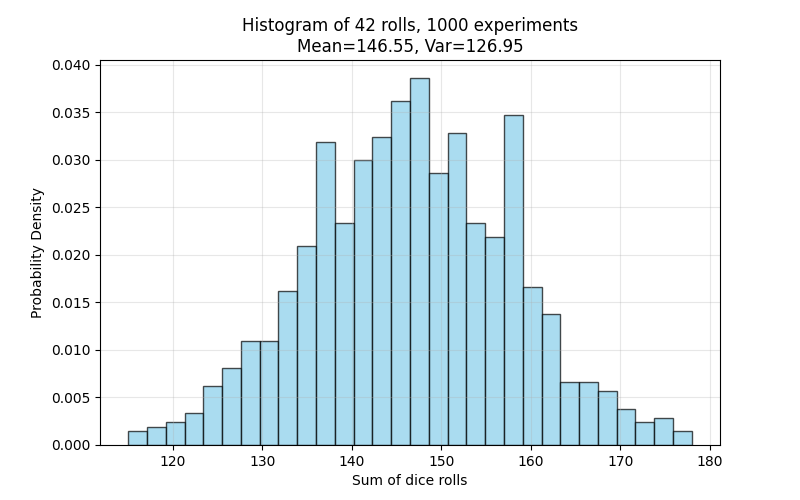 Histogram of 42 rolls, 1000 experiments
Mean=146.55, Var=126.95
0.040
0.035
0.030
0.025
0.020
0.015
0.010
0.005
0.000
Probability Density
120 130 140 150 160 170 180
Sum of dice rolls